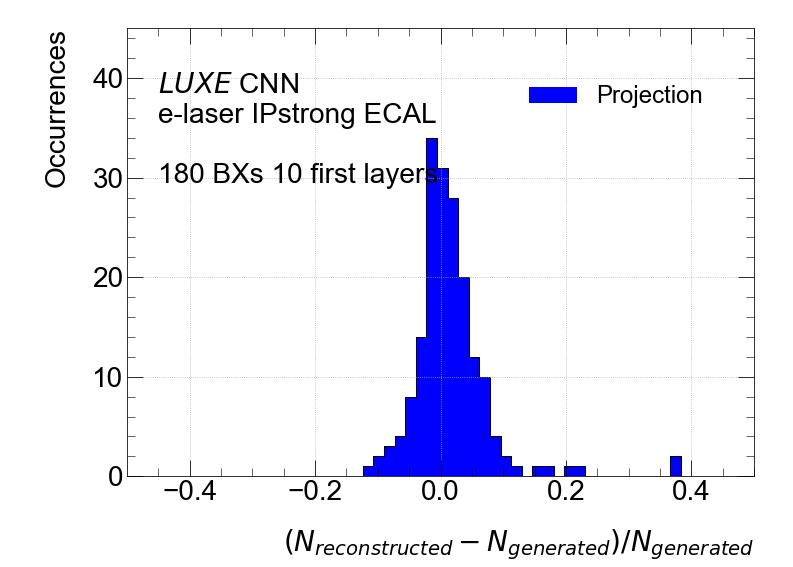 Occurrences
40
30
20
10
0
LUXE CNN
e-laser IPstrong ECAL
180 BXs 10 first layers
Projection
−0.4 −0.2 0.0 0.2 0.4
(N_reconstructed − N_generated)/N_generated